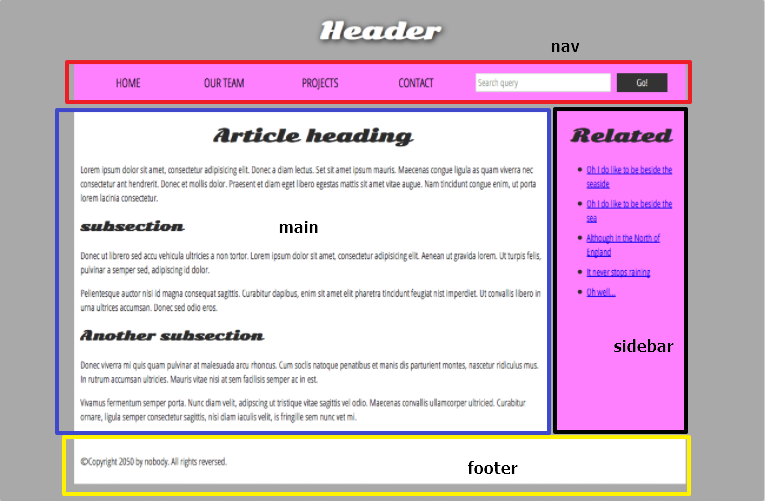 Header
nav
HOME OUR TEAM PROJECTS CONTACT Search query Go!
Article heading
Lorem ipsum dolor sit amet, consectetur adipisicing elit. Donec a diam lectus. Set sit amet ipsum mauris. Maecenas congue ligula as quam viverra nec
consectetur ant hendrerit. Donec et mollis dolor. Praesent et diam eget libero egestas mattis sit amet vitae augue. Nam tincidunt congue enim, ut porta
lorem lacinia consectetur.
subsection
main
Donec ut librero sed accu vehicula ultricies a non tortor. Lorem ipsum dolor sit amet, consectetur adipisicing elit. Aenean ut gravida lorem. Ut turpis felis,
pulvinar a semper sed, adipiscing id dolor.
Pelientesque auctor nisi id magna consequat sagittis. Curabitur dapibus, enim sit amet elit pharetra tincidunt feugiat nist imperdiet. Ut convallis libero in
urna ultrices accumsan. Donec sed odio eros.
Another subsection
Donec viverra mi quis quam pulvinar at malesuada arcu rhoncus. Cum soclis natoque penatibus et manis dis parturient montes, nascetur ridiculus mus.
In rutrum accumsan ultricies. Mauris vitae nisi at sem facilisis semper ac in est.
Vivamus fermentum semper porta. Nunc diam velit, adipscing ut tristique vitae sagittis vel odio. Maecenas convallis ullamcorper ultricied. Curabitur
ornare, ligula semper consectetur sagittis, nisi diam iaculis velit, is fringille sem nunc vet mi.
Related
Oh I do like to be beside the
seaside
Oh I do like to be beside the
sea
Although in the North of
England
It never stops raining
Oh well...
sidebar
©Copyright 2050 by nobody. All rights reversed.
footer